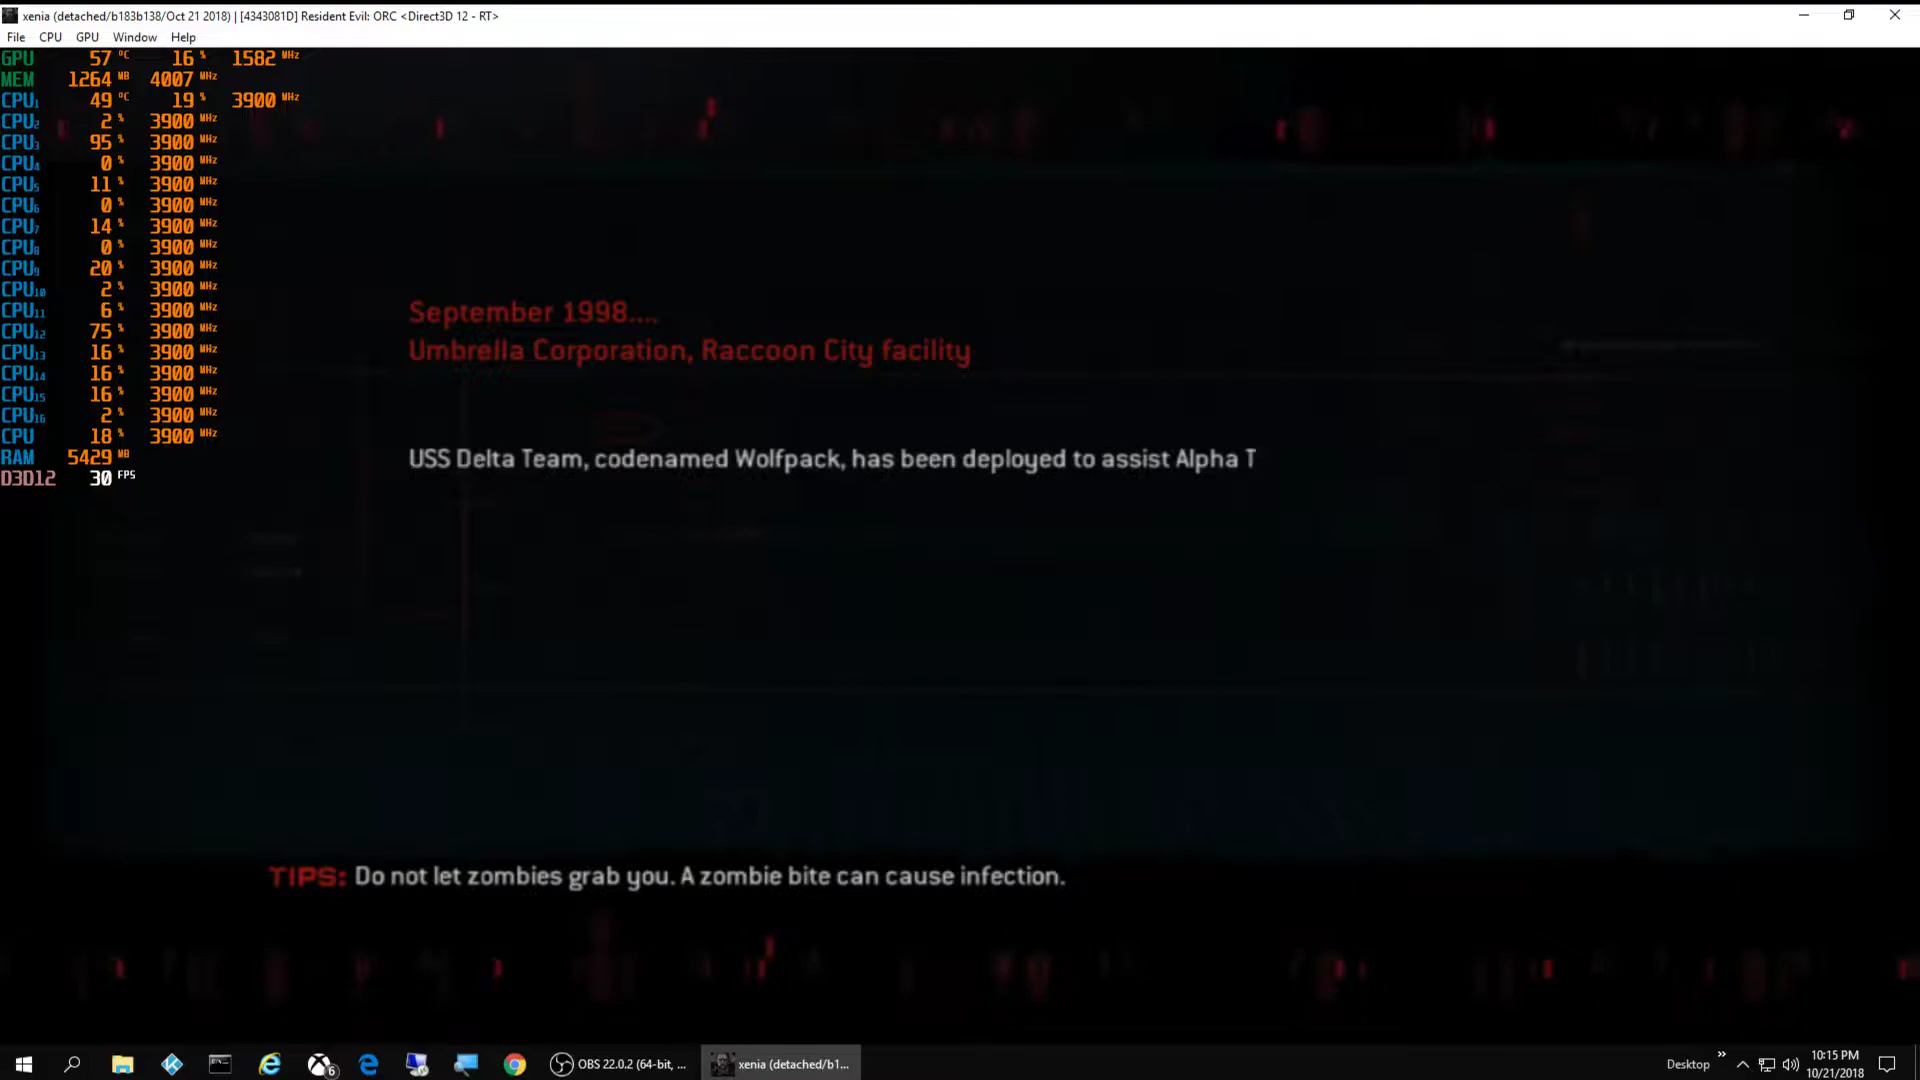 xenia (detached/b183b138/Oct 21 2018) | [4343081D] Resident Evil: ORC <Direct3D 12 - RT>
File CPU GPU Window Help
GPU 57 °C 16 % 1582 MHz
MEM 1264 MB 4007 MHz
CPU1 49 °C 19 % 3900 MHz
CPU2 2 % 3900 MHz
CPU3 95 % 3900 MHz
CPU4 0 % 3900 MHz
CPU5 11 % 3900 MHz
CPU6 0 % 3900 MHz
CPU7 14 % 3900 MHz
CPU8 0 % 3900 MHz
CPU9 20 % 3900 MHz
CPU10 2 % 3900 MHz
CPU11 6 % 3900 MHz
CPU12 75 % 3900 MHz
CPU13 16 % 3900 MHz
CPU14 16 % 3900 MHz
CPU15 16 % 3900 MHz
CPU16 2 % 3900 MHz
CPU 18 % 3900 MHz
RAM 5429 MB
D3D12 30 FPS
September 1998....
Umbrella Corporation, Raccoon City facility
USS Delta Team, codenamed Wolfpack, has been deployed to assist Alpha T
TIPS: Do not let zombies grab you. A zombie bite can cause infection.
6 OBS 22.0.2 (64-bit, ... xenia (detached/b1... Desktop » 10:15 PM
10/21/2018